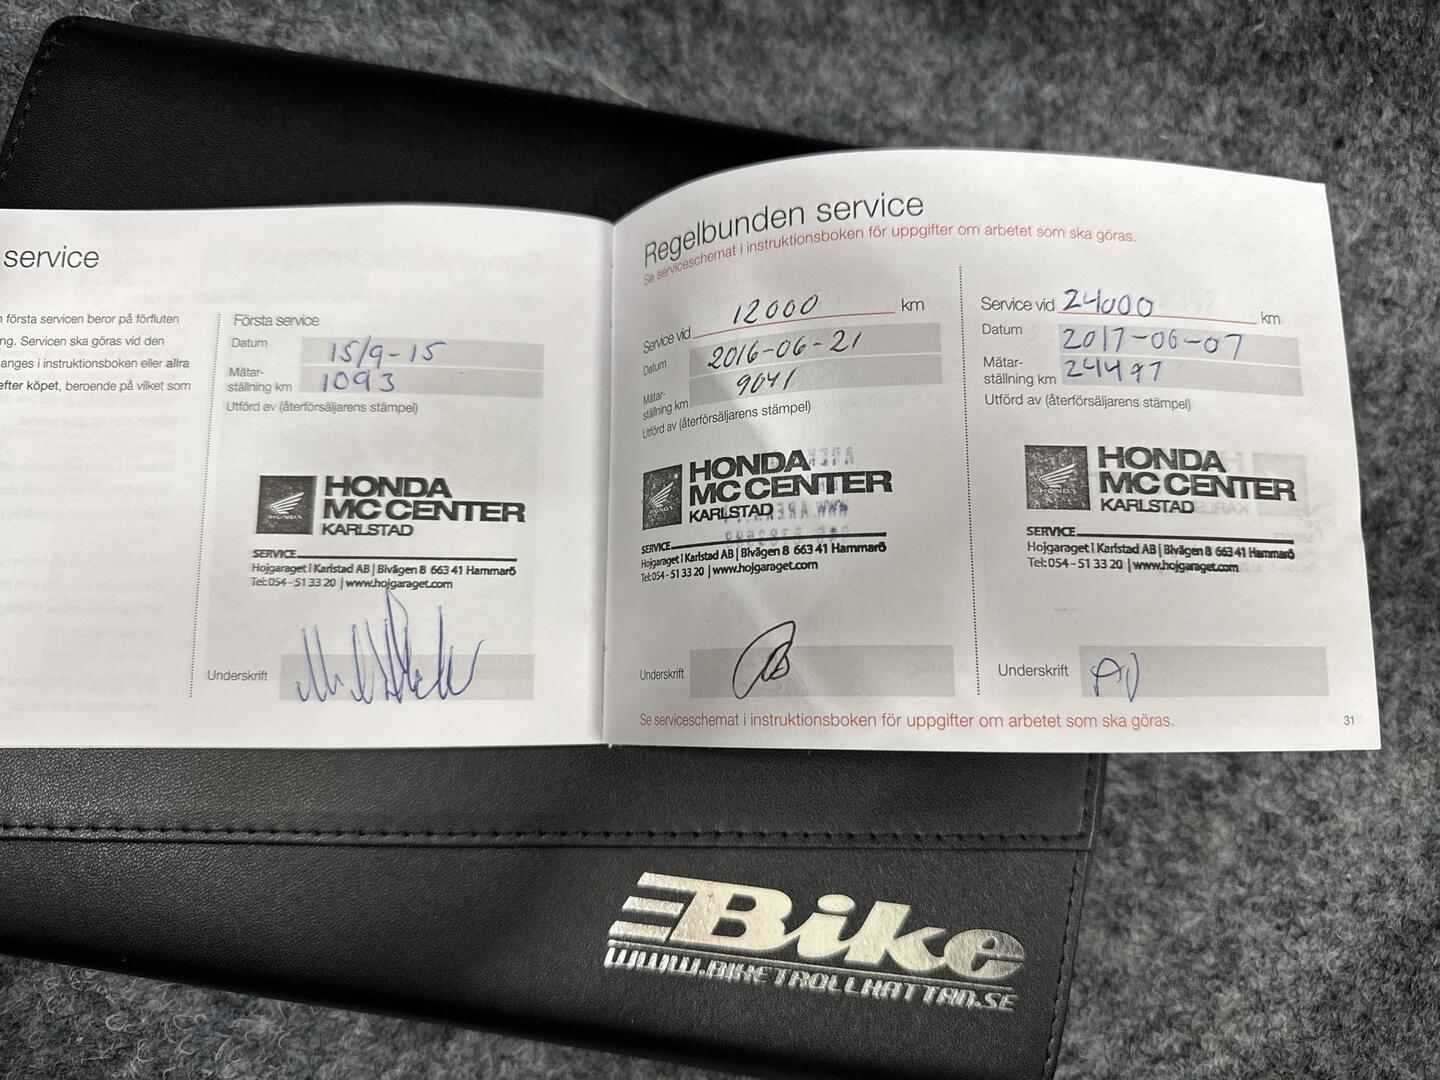 service
första servicen beror på förfluten
ng. Servicen ska göras vid den
anges i instruktionsboken eller allra
efter köpet, beroende på vilket som
Första service
Datum 15/9-15
Mätar-
ställning km 1093
Utförd av (återförsäljarens stämpel)
HONDA
HONDA
MC CENTER
KARLSTAD
SERVICE
Hojgaraget i Karlstad AB | Bivägen 8 663 41 Hammarö
Tel: 054-51 33 20 | www.hojgaraget.com
Underskrift
Regelbunden service
Se serviceschemat i instruktionsboken för uppgifter om arbetet som ska göras.
Service vid 12000 km
Datum 2016-06-21
Mätar-
ställning km 9041
Utförd av (återförsäljarens stämpel)
HONDA
HONDA
MC CENTER
KARLSTAD
SERVICE
Hojgaraget i Karlstad AB | Bivägen 8 663 41 Hammarö
Tel: 054-51 33 20 | www.hojgaraget.com
Underskrift
Service vid 24000 km
Datum 2017-06-07
Mätar-
ställning km 24497
Utförd av (återförsäljarens stämpel)
HONDA
HONDA
MC CENTER
KARLSTAD
SERVICE
Hojgaraget i Karlstad AB | Bivägen 8 663 41 Hammarö
Tel: 054-51 33 20 | www.hojgaraget.com
Underskrift
Se serviceschemat i instruktionsboken för uppgifter om arbetet som ska göras.
31
Bike
WWW.BIKETROLLHATTAN.SE